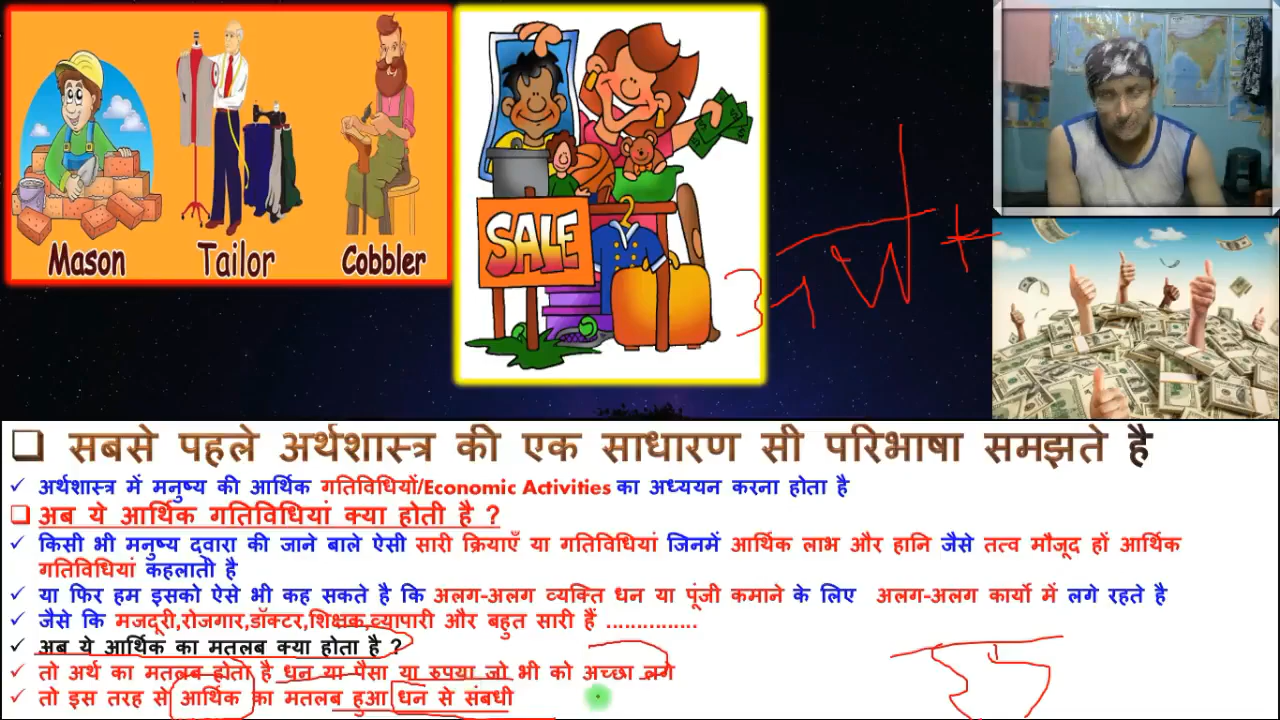 Mason
Tailor
Cobbler
SALE
सबसे पहले अर्थशास्त्र की एक साधारण सी परिभाषा समझते है
अर्थशास्त्र में मनुष्य की आर्थिक गतिविधियों/Economic Activities का अध्ययन करना होता है
अब ये आर्थिक गतिविधियां क्या होती है ?
किसी भी मनुष्य द्वारा की जाने बाले ऐसी सारी क्रियाएँ या गतिविधियां जिनमें आर्थिक लाभ और हानि जैसे तत्व मौजूद हों आर्थिक
गतिविधियां कहलाती है
या फिर हम इसको ऐसे भी कह सकते है कि अलग-अलग व्यक्ति धन या पूंजी कमाने के लिए अलग-अलग कार्यो में लगे रहते है
जैसे कि मजदूरी,रोजगार,डॉक्टर,शिक्षक,व्यापारी और बहुत सारी हैं ...............
अब ये आर्थिक का मतलब क्या होता है ?
तो अर्थ का मतलब होता है धन या पैसा या रुपया जो भी को अच्छा लगे
तो इस तरह से आर्थिक का मतलब हुआ धन से संबधी